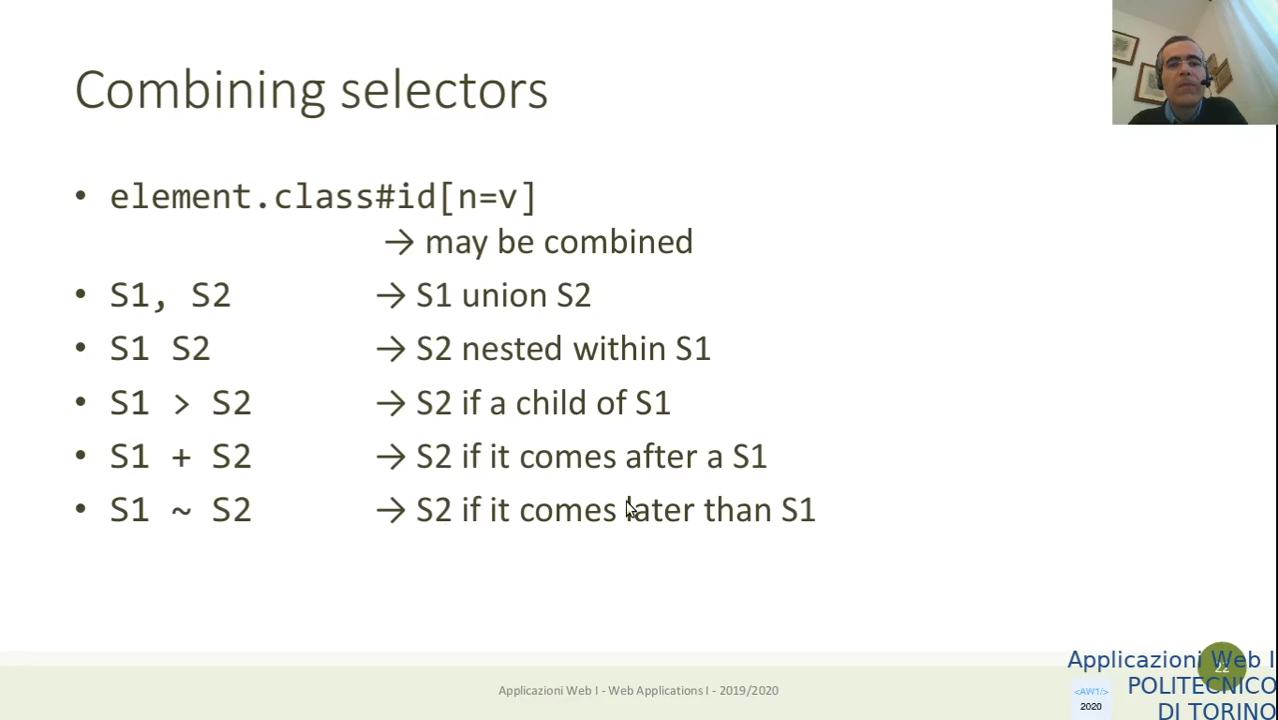 Combining selectors
• element.class#id[n=v]
→ may be combined
• S1, S2 → S1 union S2
• S1 S2 → S2 nested within S1
• S1 > S2 → S2 if a child of S1
• S1 + S2 → S2 if it comes after a S1
• S1 ~ S2 → S2 if it comes later than S1
Applicazioni Web I - Web Applications I - 2019/2020
22
Applicazioni Web I
POLITECNICO
DI TORINO
<AW1/>
2020